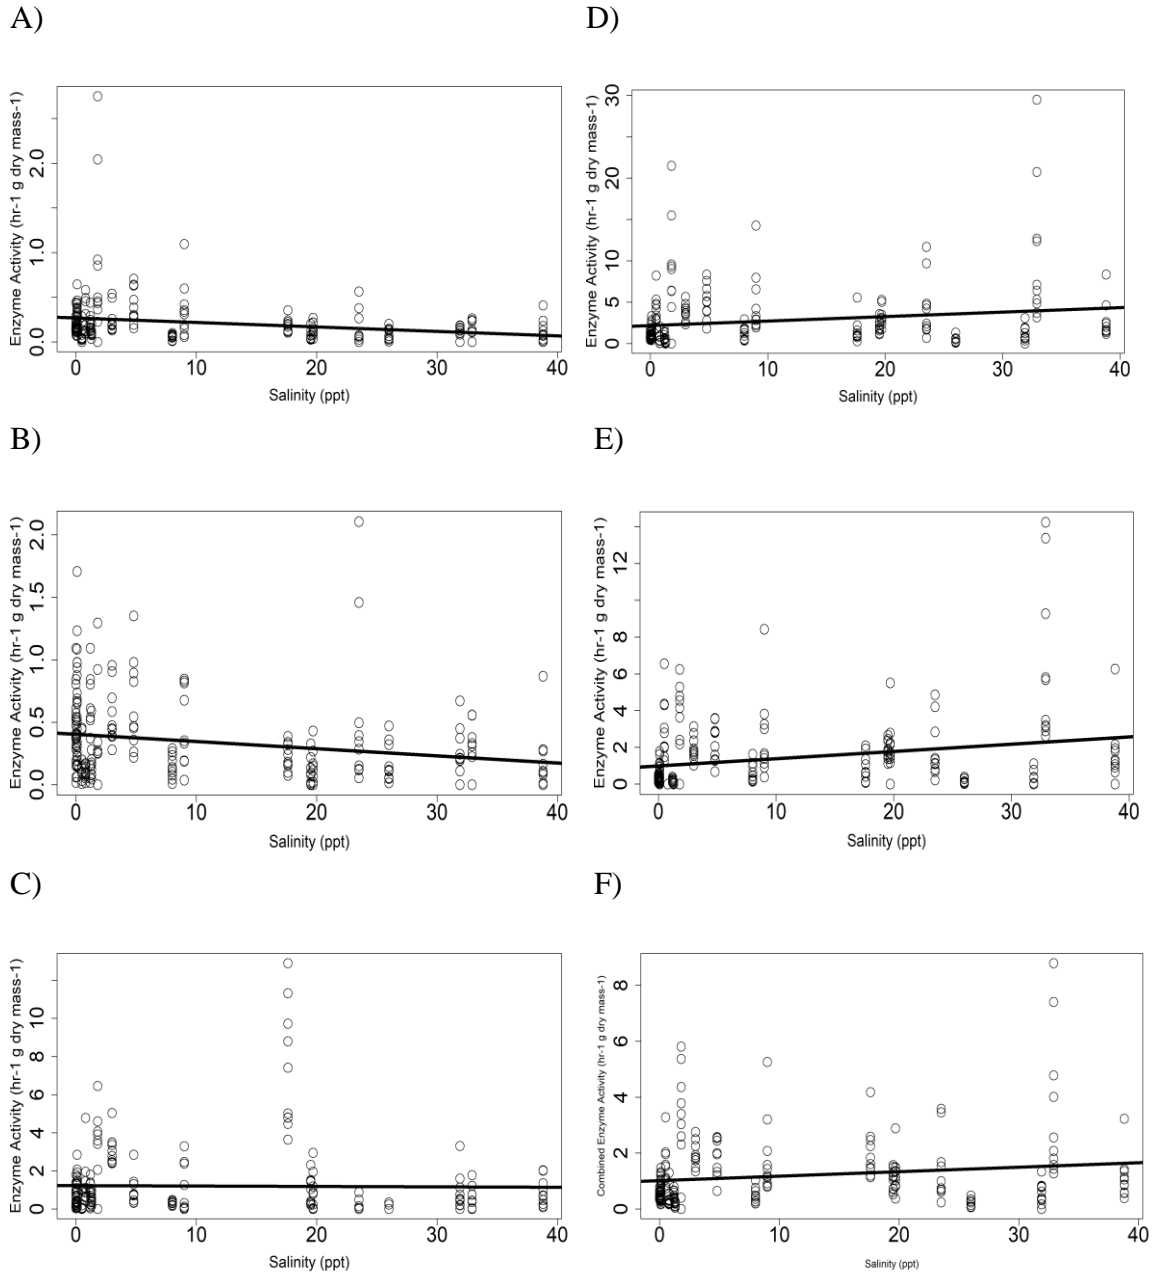 A)
Enzyme Activity (hr-1 g dry mass-1)
2.0
1.0
0.0
0 10 20 30 40
Salinity (ppt)
D)
Enzyme Activity (hr-1 g dry mass-1)
30
20
10
5
0
0 10 20 30 40
Salinity (ppt)
B)
Enzyme Activity (hr-1 g dry mass-1)
2.0
1.5
1.0
0.5
0.0
0 10 20 30 40
Salinity (ppt)
E)
Enzyme Activity (hr-1 g dry mass-1)
12
8
6
4
2
0
0 10 20 30 40
Salinity (ppt)
C)
Enzyme Activity (hr-1 g dry mass-1)
10
8
6
4
2
0
0 10 20 30 40
Salinity (ppt)
F)
Combined Enzyme Activity (hr-1 g dry mass-1)
8
6
4
2
0
0 10 20 30 40
Salinity (ppt)